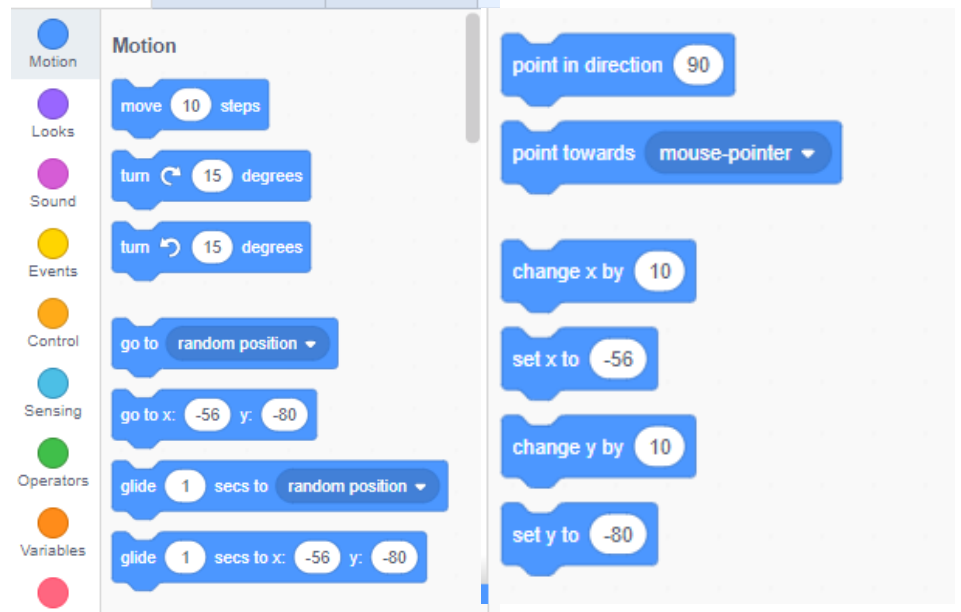 Motion
Looks
Sound
Events
Control
Sensing
Operators
Variables
Motion
move 10 steps
turn 15 degrees
turn 15 degrees
go to random position
go to x: -56 y: -80
glide 1 secs to random position
glide 1 secs to x: -56 y: -80
point in direction 90
point towards mouse-pointer
change x by 10
set x to -56
change y by 10
set y to -80